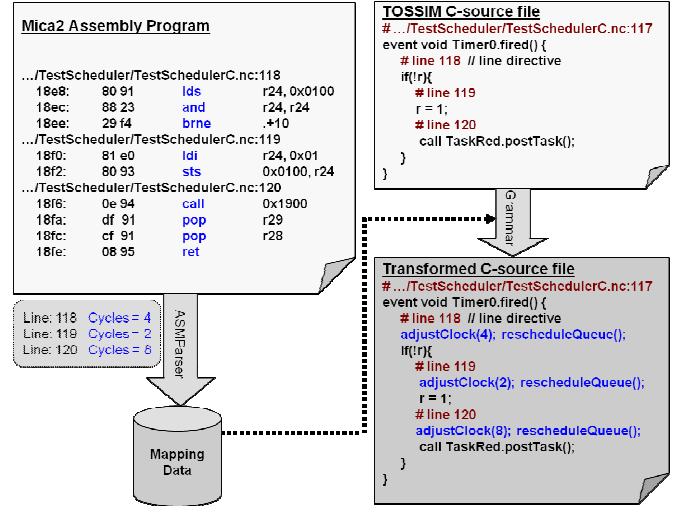 Mica2 Assembly Program
.../TestScheduler/TestSchedulerC.nc:118
18e8: 80 91 lds r24, 0x0100
18ec: 88 23 and r24, r24
18ee: 29 f4 brne .+10
.../TestScheduler/TestSchedulerC.nc:119
18f0: 81 e0 ldi r24, 0x01
18f2: 80 93 sts 0x0100, r24
.../TestScheduler/TestSchedulerC.nc:120
18f6: 0e 94 call 0x1900
18fa: df 91 pop r29
18fc: cf 91 pop r28
18fe: 08 95 ret
Line: 118 Cycles = 4
Line: 119 Cycles = 2
Line: 120 Cycles = 8
ASMParser
Mapping
Data
TOSSIM C-source file
# .../TestScheduler/TestSchedulerC.nc:117
event void Timer0.fired() {
# line 118 // line directive
if(!r){
# line 119
r = 1;
# line 120
call TaskRed.postTask();
}
}
Grammar
Transformed C-source file
# .../TestScheduler/TestSchedulerC.nc:117
event void Timer0.fired() {
# line 118 // line directive
adjustClock(4); rescheduleQueue();
if(!r){
# line 119
adjustClock(2); rescheduleQueue();
r = 1;
# line 120
adjustClock(8); rescheduleQueue();
call TaskRed.postTask();
}
}